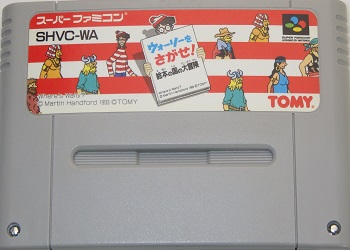 スーパーファミコン
SHVC-WA
ウォーリーを
さがせ!
絵本の国の大冒険
© Martin Handford 1993 © TOMY
TOMY